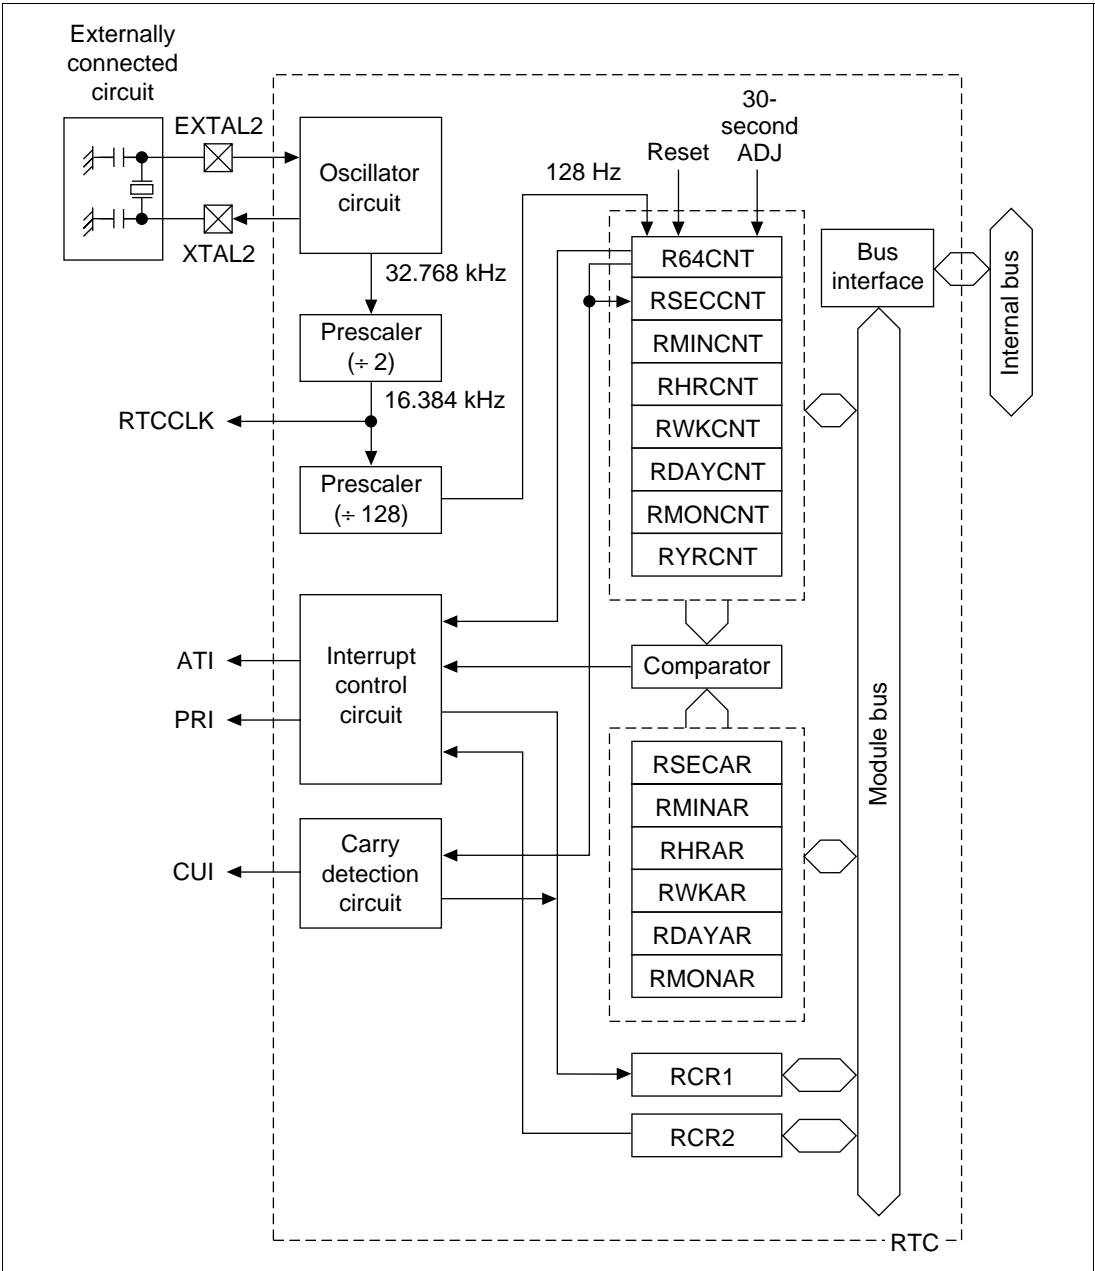 Externally
connected
circuit
EXTAL2
XTAL2
Oscillator
circuit
32.768 kHz
Prescaler
(÷ 2)
16.384 kHz
RTCCLK
Prescaler
(÷ 128)
128 Hz
Reset
30-
second
ADJ
R64CNT
RSECCNT
RMINCNT
RHRCNT
RWKCNT
RDAYCNT
RMONCNT
RYRCNT
Bus
interface
Internal bus
ATI
PRI
Interrupt
control
circuit
Comparator
Module bus
CUI
Carry
detection
circuit
RSECAR
RMINAR
RHRAR
RWKAR
RDAYAR
RMONAR
RCR1
RCR2
RTC